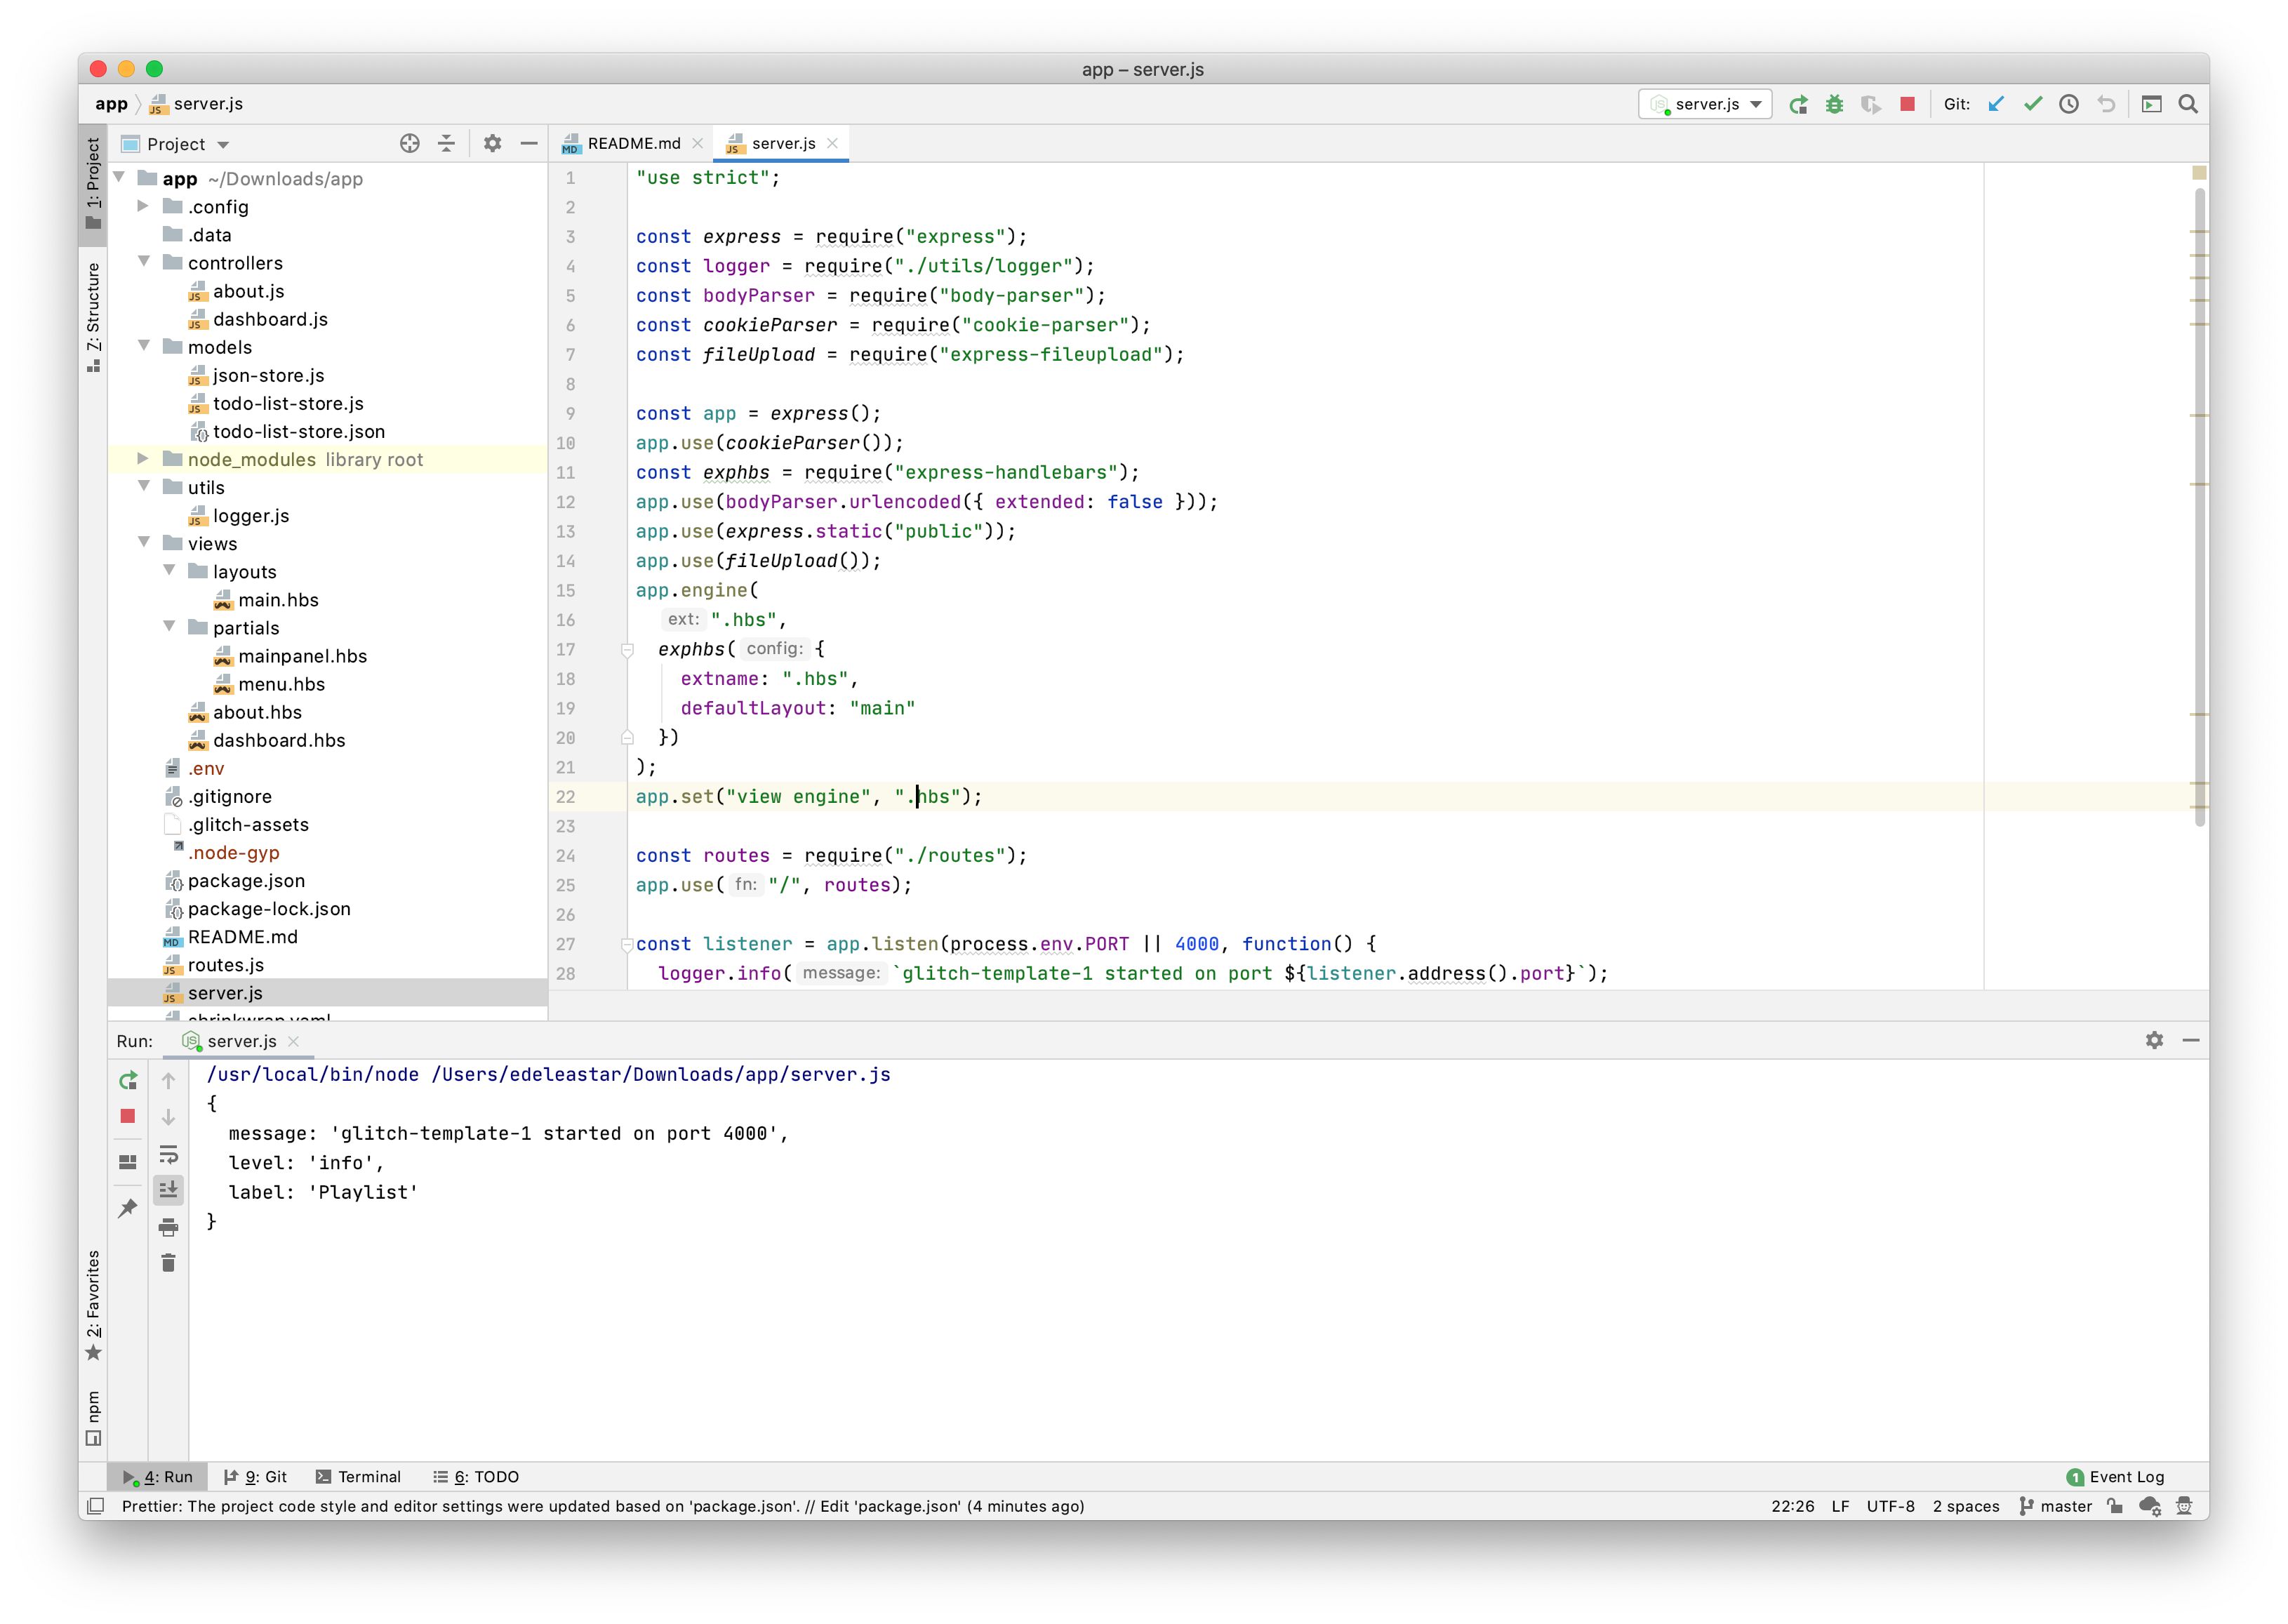 app – server.js
app server.js server.js Git:
1: Project
Z: Structure
2: Favorites
npm
Project
app ~/Downloads/app
.config
.data
controllers
about.js
dashboard.js
models
json-store.js
todo-list-store.js
todo-list-store.json
node_modules library root
utils
logger.js
views
layouts
main.hbs
partials
mainpanel.hbs
menu.hbs
about.hbs
dashboard.hbs
.env
.gitignore
.glitch-assets
.node-gyp
package.json
package-lock.json
README.md
routes.js
server.js
shrinkwrap.yaml
README.md server.js
1 "use strict";
2
3 const express = require("express");
4 const logger = require("./utils/logger");
5 const bodyParser = require("body-parser");
6 const cookieParser = require("cookie-parser");
7 const fileUpload = require("express-fileupload");
8
9 const app = express();
10 app.use(cookieParser());
11 const exphbs = require("express-handlebars");
12 app.use(bodyParser.urlencoded({ extended: false }));
13 app.use(express.static("public"));
14 app.use(fileUpload());
15 app.engine(
16 ext: ".hbs",
17 exphbs( config: {
18 extname: ".hbs",
19 defaultLayout: "main"
20 })
21 );
22 app.set("view engine", ".hbs");
23
24 const routes = require("./routes");
25 app.use( fn: "/", routes);
26
27 const listener = app.listen(process.env.PORT || 4000, function() {
28 logger.info( message: `glitch-template-1 started on port ${listener.address().port}`);
Run: server.js
/usr/local/bin/node /Users/edeleastar/Downloads/app/server.js
{
message: 'glitch-template-1 started on port 4000',
level: 'info',
label: 'Playlist'
}
4: Run 9: Git Terminal 6: TODO 1 Event Log
Prettier: The project code style and editor settings were updated based on 'package.json'. // Edit 'package.json' (4 minutes ago) 22:26 LF UTF-8 2 spaces master